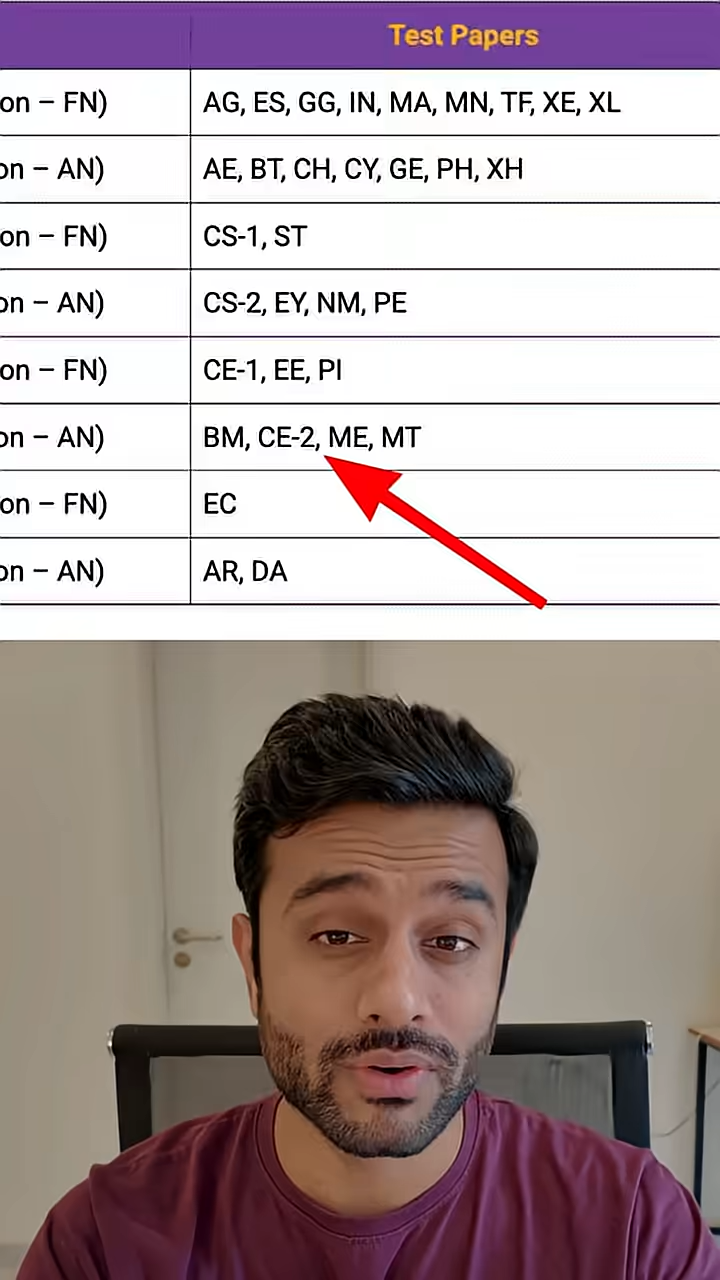 Test Papers
on – FN) AG, ES, GG, IN, MA, MN, TF, XE, XL
on – AN) AE, BT, CH, CY, GE, PH, XH
on – FN) CS-1, ST
on – AN) CS-2, EY, NM, PE
on – FN) CE-1, EE, PI
on – AN) BM, CE-2, ME, MT
on – FN) EC
on – AN) AR, DA